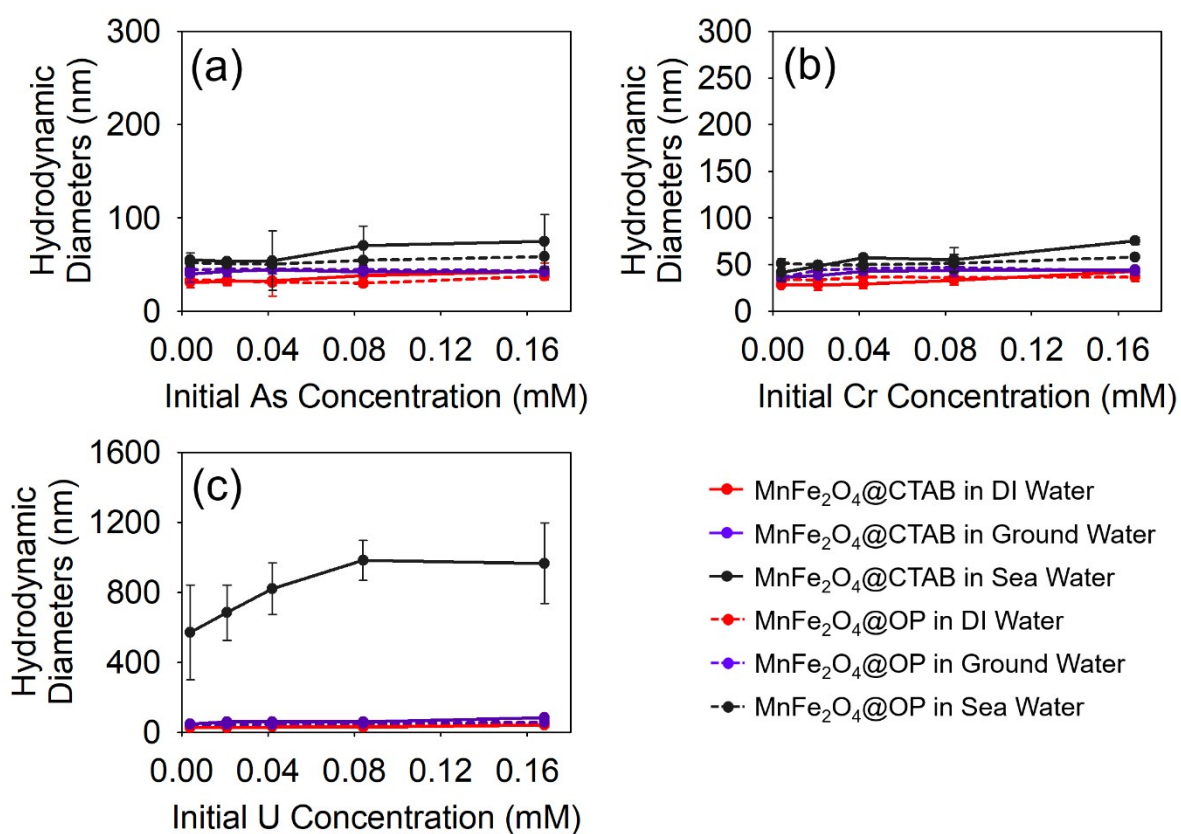 (a)
Hydrodynamic
Diameters (nm)
300
200
100
0
0.00 0.04 0.08 0.12 0.16
Initial As Concentration (mM)
(b)
Hydrodynamic
Diameters (nm)
300
250
200
150
100
50
0
0.00 0.04 0.08 0.12 0.16
Initial Cr Concentration (mM)
(c)
Hydrodynamic
Diameters (nm)
1600
1200
800
400
0
0.00 0.04 0.08 0.12 0.16
Initial U Concentration (mM)
MnFe₂O₄@CTAB in DI Water
MnFe₂O₄@CTAB in Ground Water
MnFe₂O₄@CTAB in Sea Water
MnFe₂O₄@OP in DI Water
MnFe₂O₄@OP in Ground Water
MnFe₂O₄@OP in Sea Water